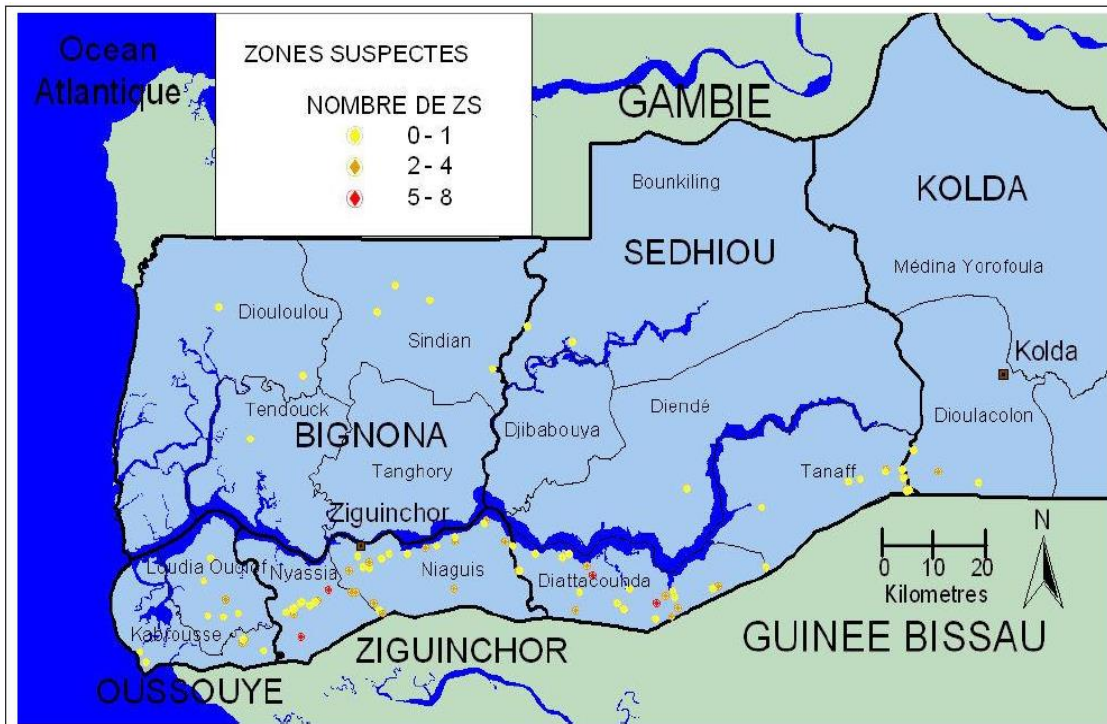 Ocean
Atlantique
ZONES SUSPECTES
NOMBRE DE ZS
0 - 1
2 - 4
5 - 8
GAMBIE
Bounkiling
KOLDA
SEDHIOU
Médina Yorofoula
Diouloulou
Sindian
Kolda
Tendouck
BIGNONA
Djibabouya
Diendé
Dioulacolon
Tanghory
Tanaff
Ziguinchor
Loudia Ouolof
Nyassia
Niaguis
Diattacounda
Kabrousse
0 10 20
Kilometres
N
ZIGUINCHOR
GUINEE BISSAU
OUSSOUYE